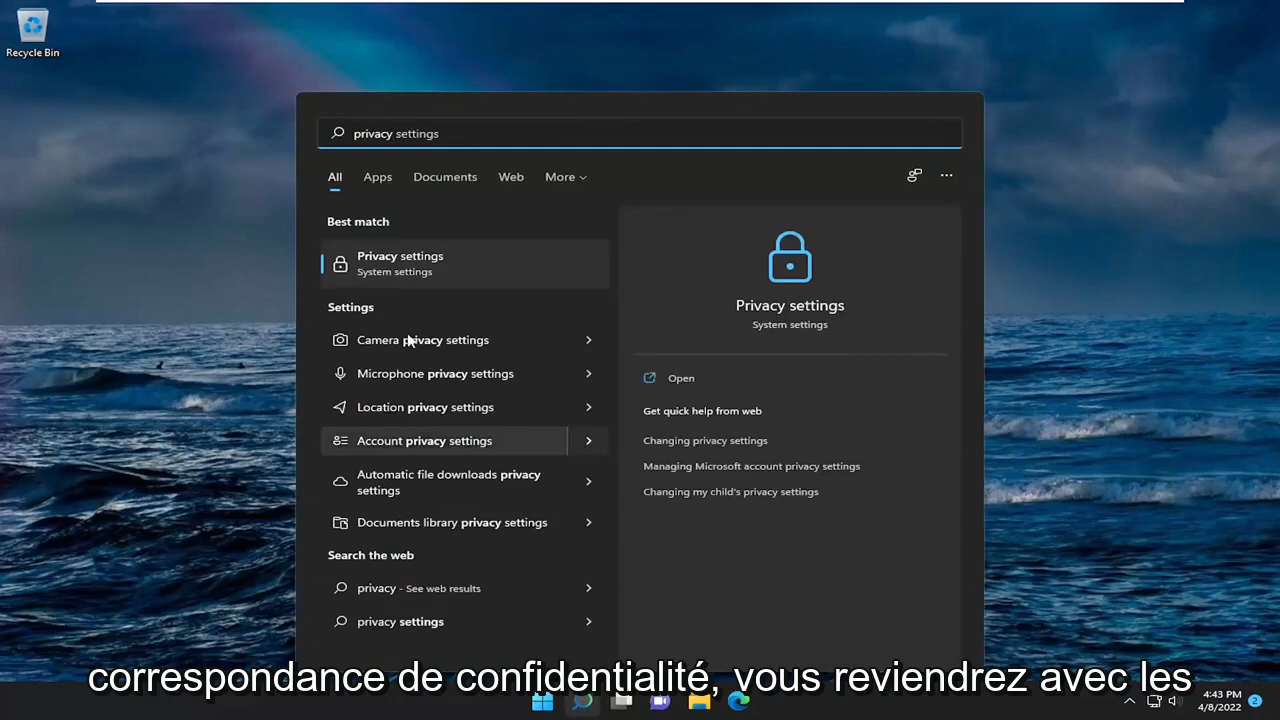 Recycle Bin
privacy settings
All Apps Documents Web More
Best match
Privacy settings
System settings
Settings
Camera privacy settings
Microphone privacy settings
Location privacy settings
Account privacy settings
Automatic file downloads privacy
settings
Documents library privacy settings
Search the web
privacy - See web results
privacy settings
Privacy settings
System settings
Open
Get quick help from web
Changing privacy settings
Managing Microsoft account privacy settings
Changing my child's privacy settings
correspondance de confidentialité, vous reviendrez avec les
4:43 PM
4/8/2022
2